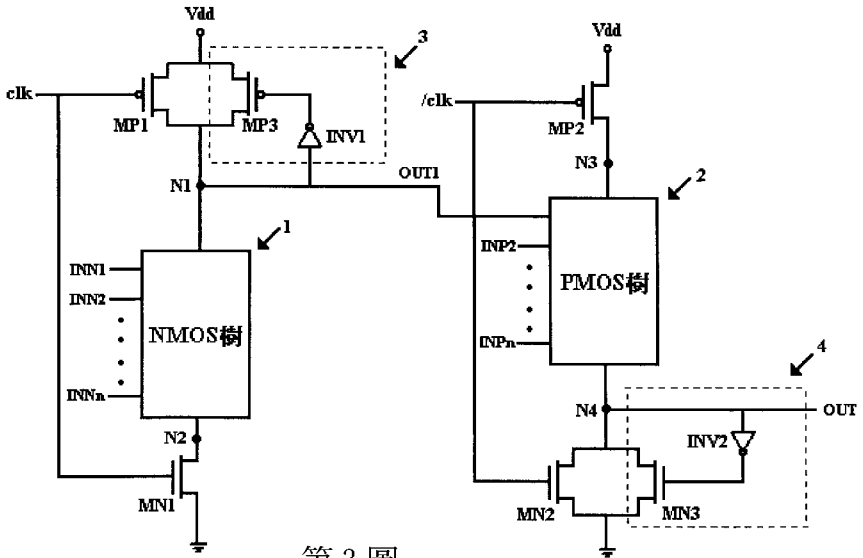 Vdd
3
clk
MP1
MP3
INV1
N1
OUT1
1
INN1
INN2
INNn
NMOS樹
N2
MN1
Vdd
/clk
MP2
N3
2
INP2
INPn
PMOS樹
4
N4
OUT
INV2
MN2
MN3